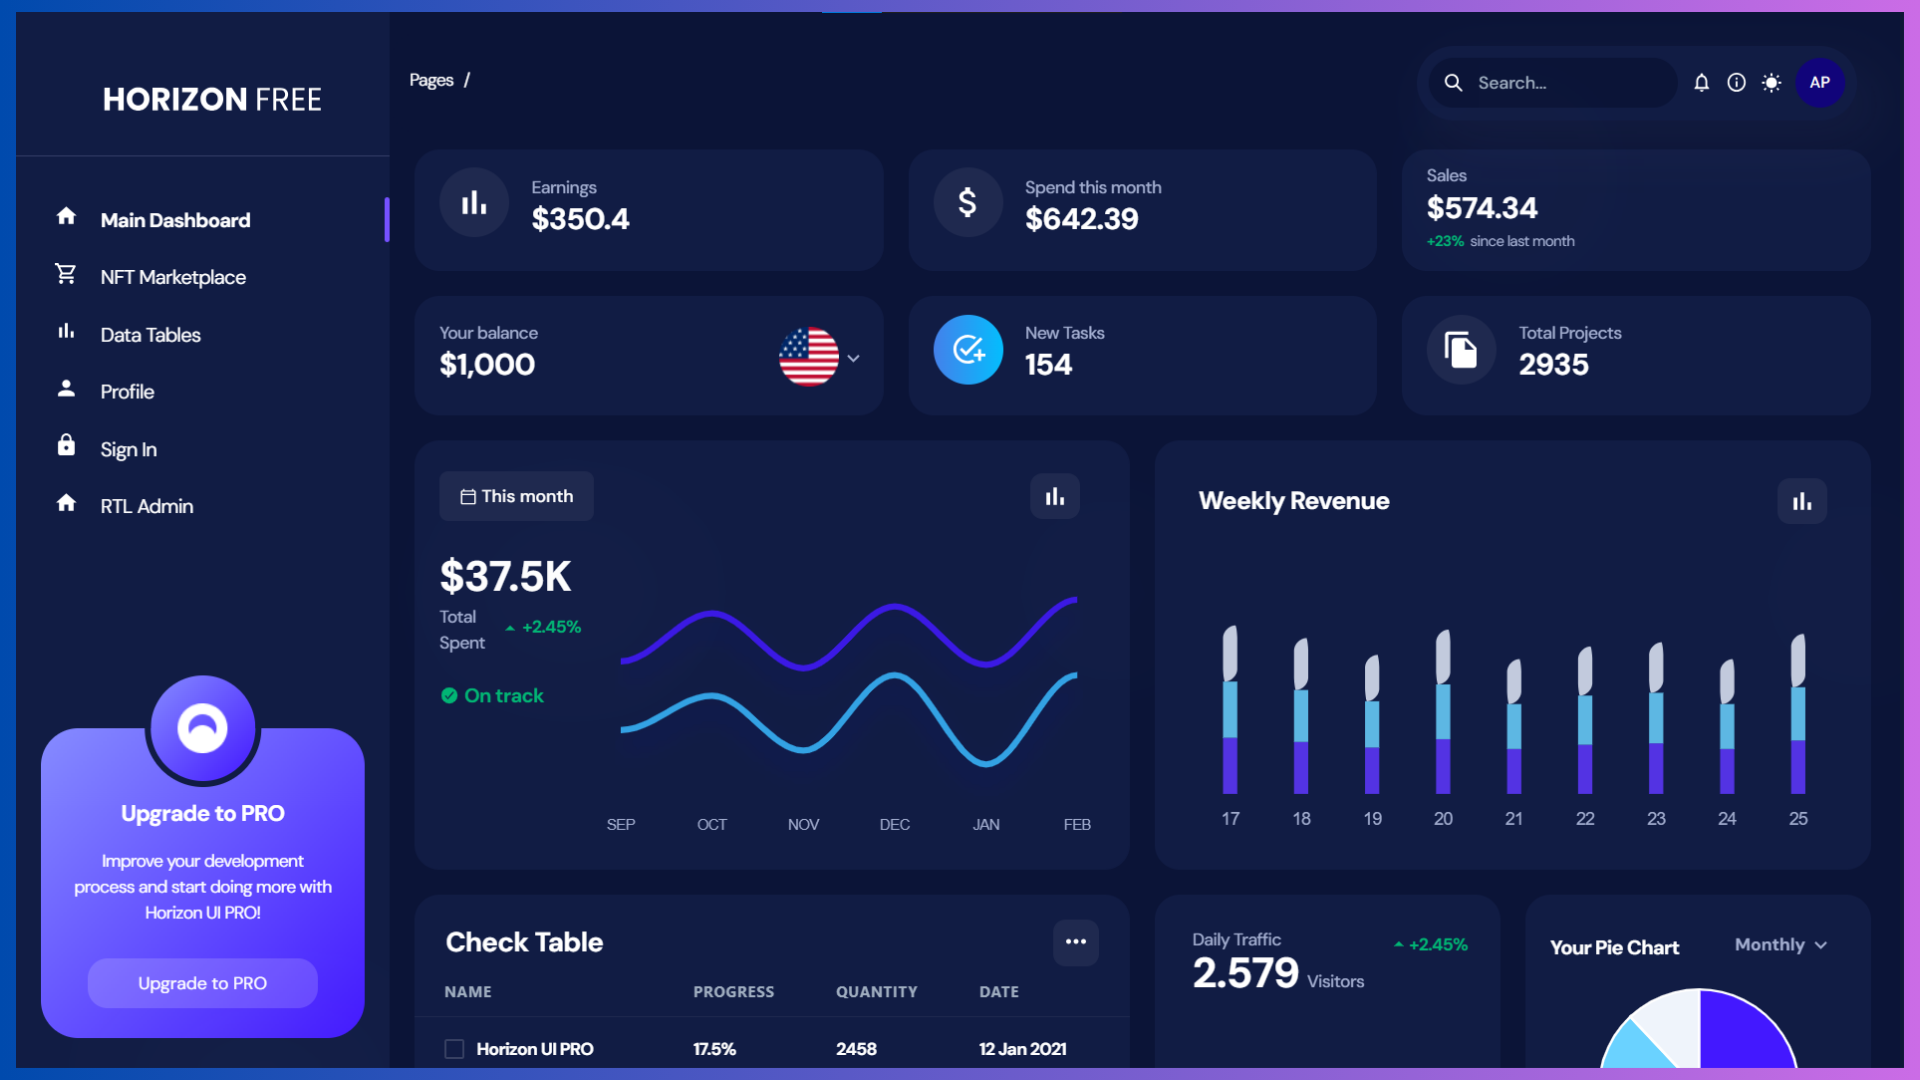 HORIZON FREE
Main Dashboard
NFT Marketplace
Data Tables
Profile
Sign In
RTL Admin
Upgrade to PRO
Improve your development
process and start doing more with
Horizon UI PRO!
Upgrade to PRO
Pages /
Search...
AP
Earnings
$350.4
Spend this month
$642.39
Sales
$574.34
+23% since last month
Your balance
$1,000
New Tasks
154
Total Projects
2935
This month
$37.5K
Total
Spent
+2.45%
On track
SEP OCT NOV DEC JAN FEB
Weekly Revenue
17 18 19 20 21 22 23 24 25
Check Table
NAME PROGRESS QUANTITY DATE
Horizon UI PRO 17.5% 2458 12 Jan 2021
Daily Traffic
+2.45%
2.579 Visitors
Your Pie Chart
Monthly